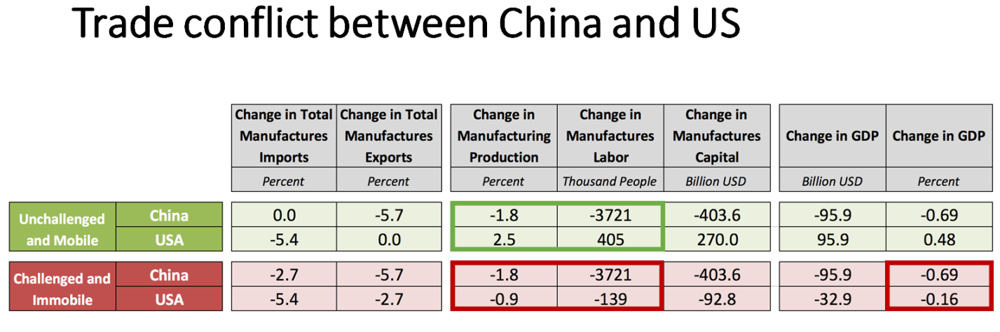 Trade conflict between China and US
Change in Total Manufactures Imports Change in Total Manufactures Exports Change in Manufacturing Production Change in Manufactures Labor Change in Manufactures Capital Change in GDP Change in GDP
Percent Percent Percent Thousand People Billion USD Billion USD Percent
Unchallenged and Mobile
China 0.0 -5.7 -1.8 -3721 -403.6 -95.9 -0.69
USA -5.4 0.0 2.5 405 270.0 95.9 0.48
Challenged and Immobile
China -2.7 -5.7 -1.8 -3721 -403.6 -95.9 -0.69
USA -5.4 -2.7 -0.9 -139 -92.8 -32.9 -0.16